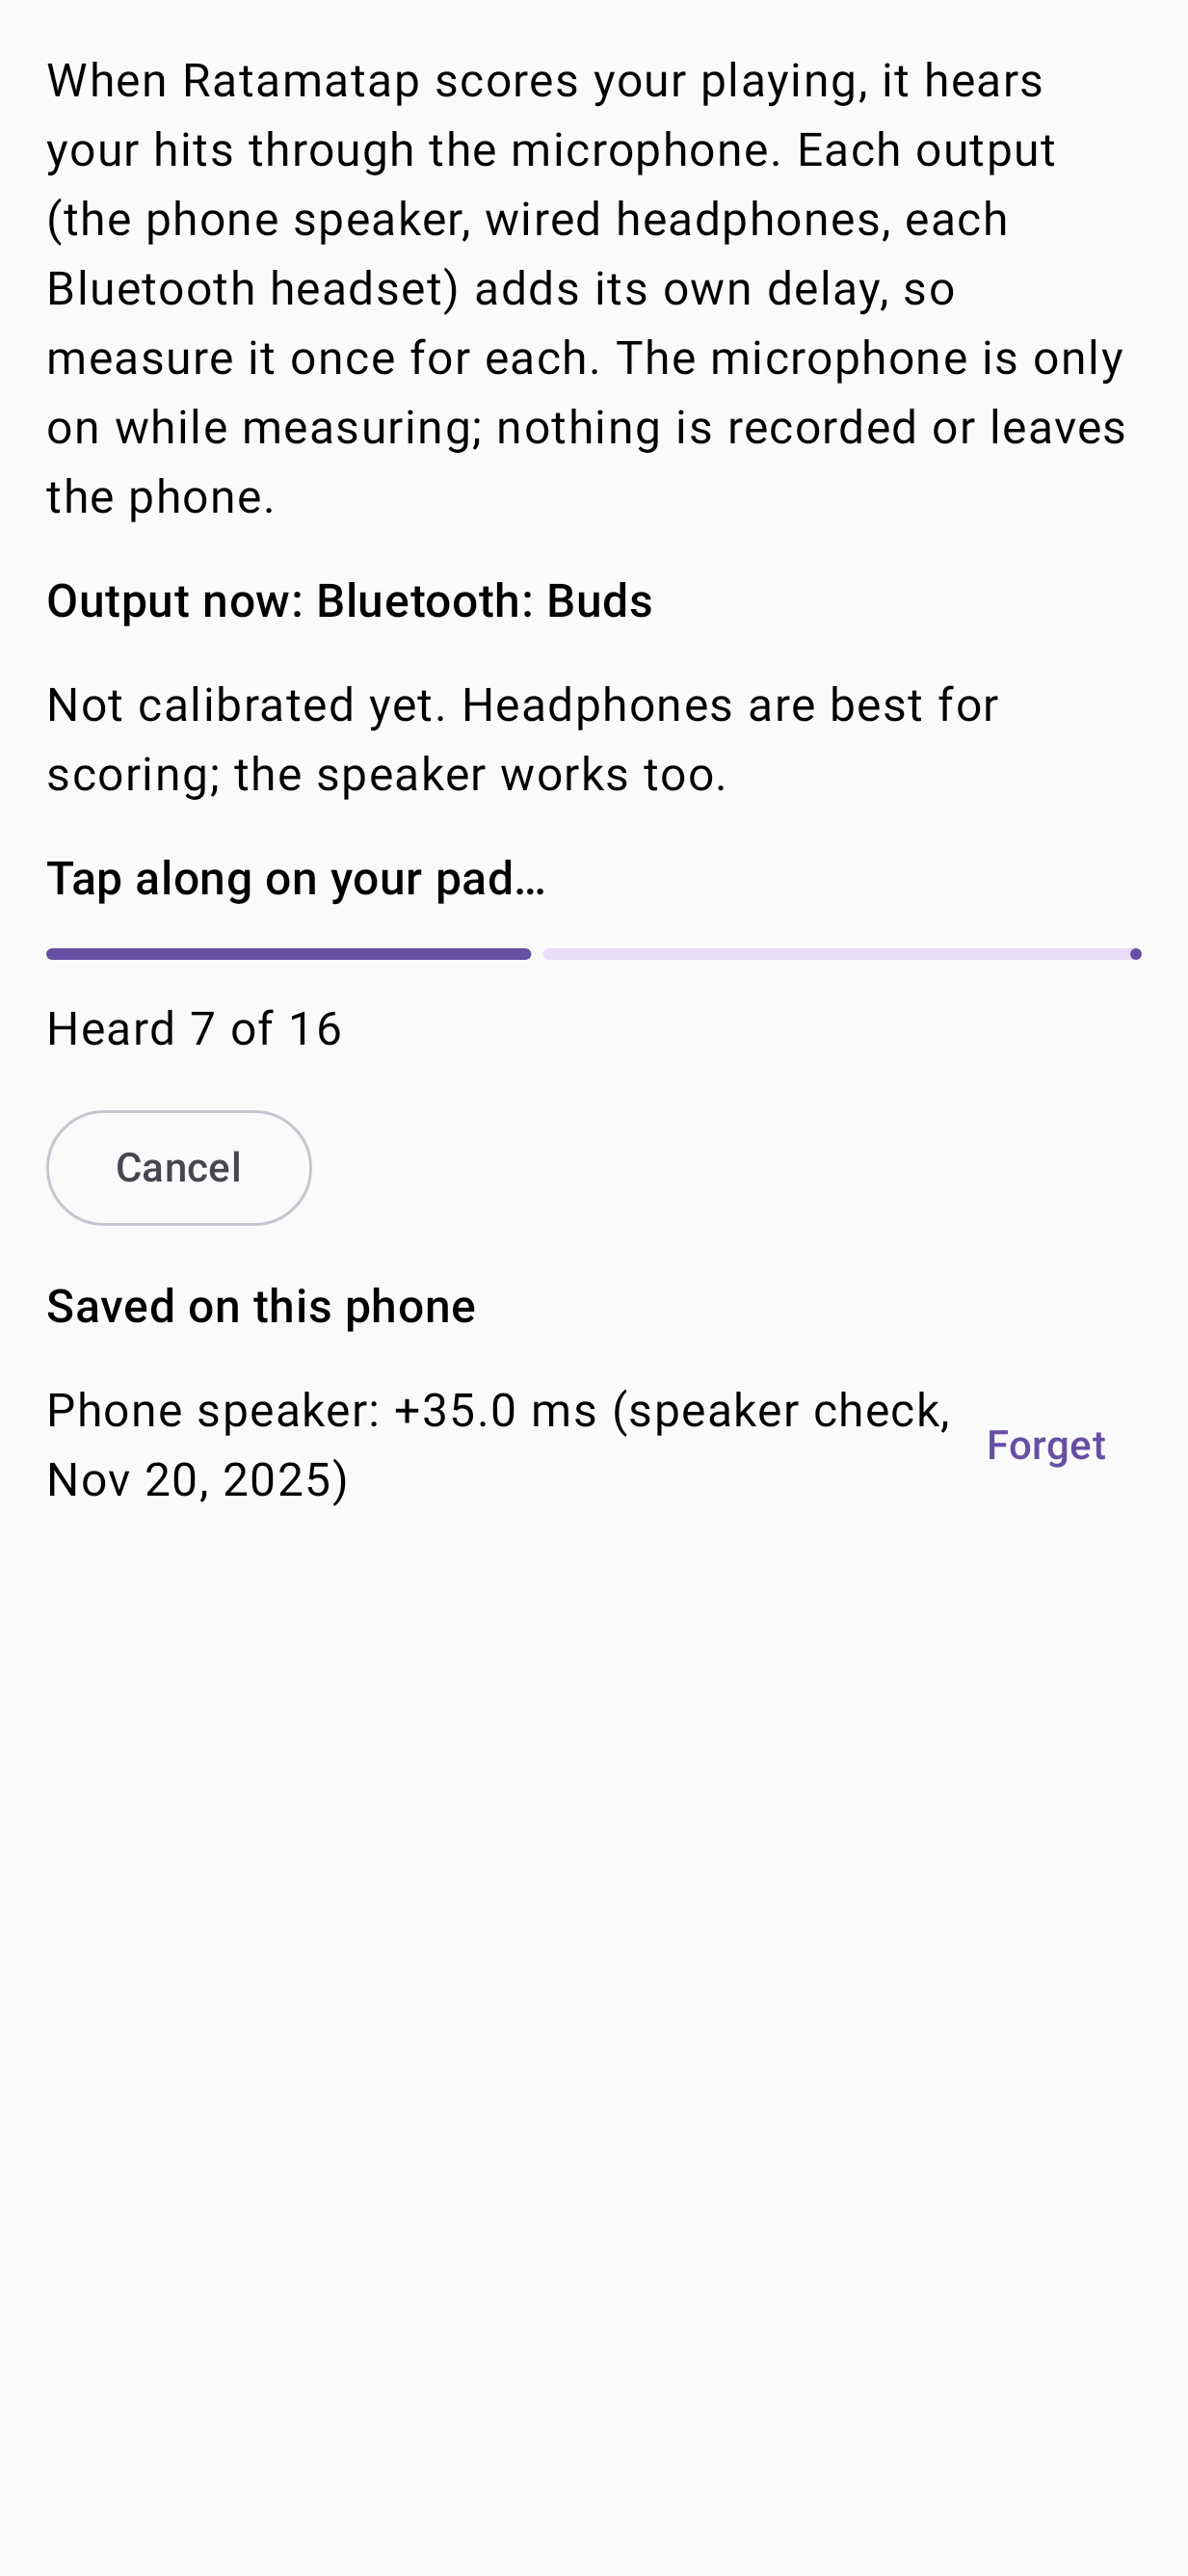 When Ratamatap scores your playing, it hears
your hits through the microphone. Each output
(the phone speaker, wired headphones, each
Bluetooth headset) adds its own delay, so
measure it once for each. The microphone is only
on while measuring; nothing is recorded or leaves
the phone.
Output now: Bluetooth: Buds
Not calibrated yet. Headphones are best for
scoring; the speaker works too.
Tap along on your pad…
Heard 7 of 16
Cancel
Saved on this phone
Phone speaker: +35.0 ms (speaker check,
Nov 20, 2025)
Forget